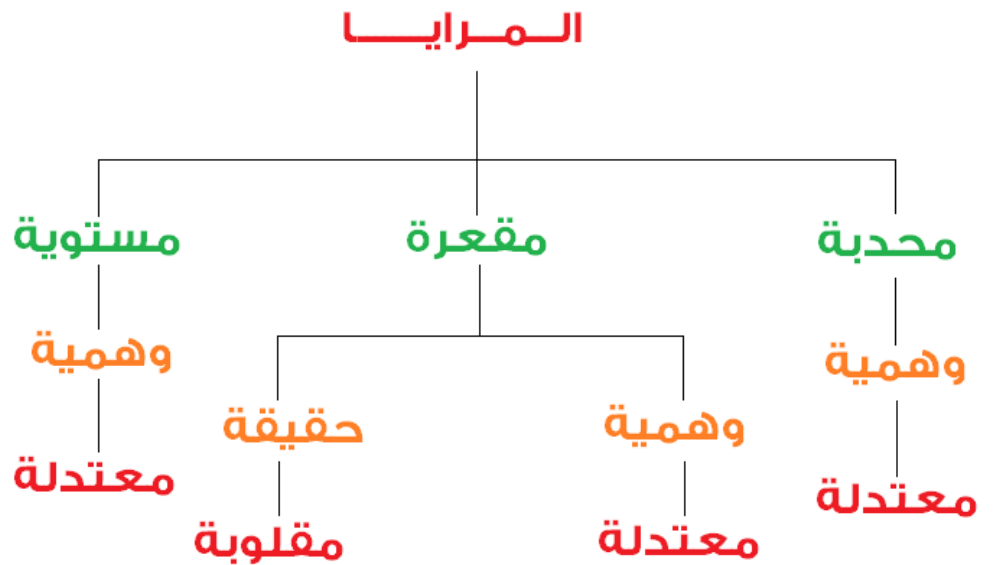 المرايا
محدبة
مقعرة
مستوية
وهمية
وهمية
حقيقة
وهمية
معتدلة
معتدلة
مقلوبة
معتدلة